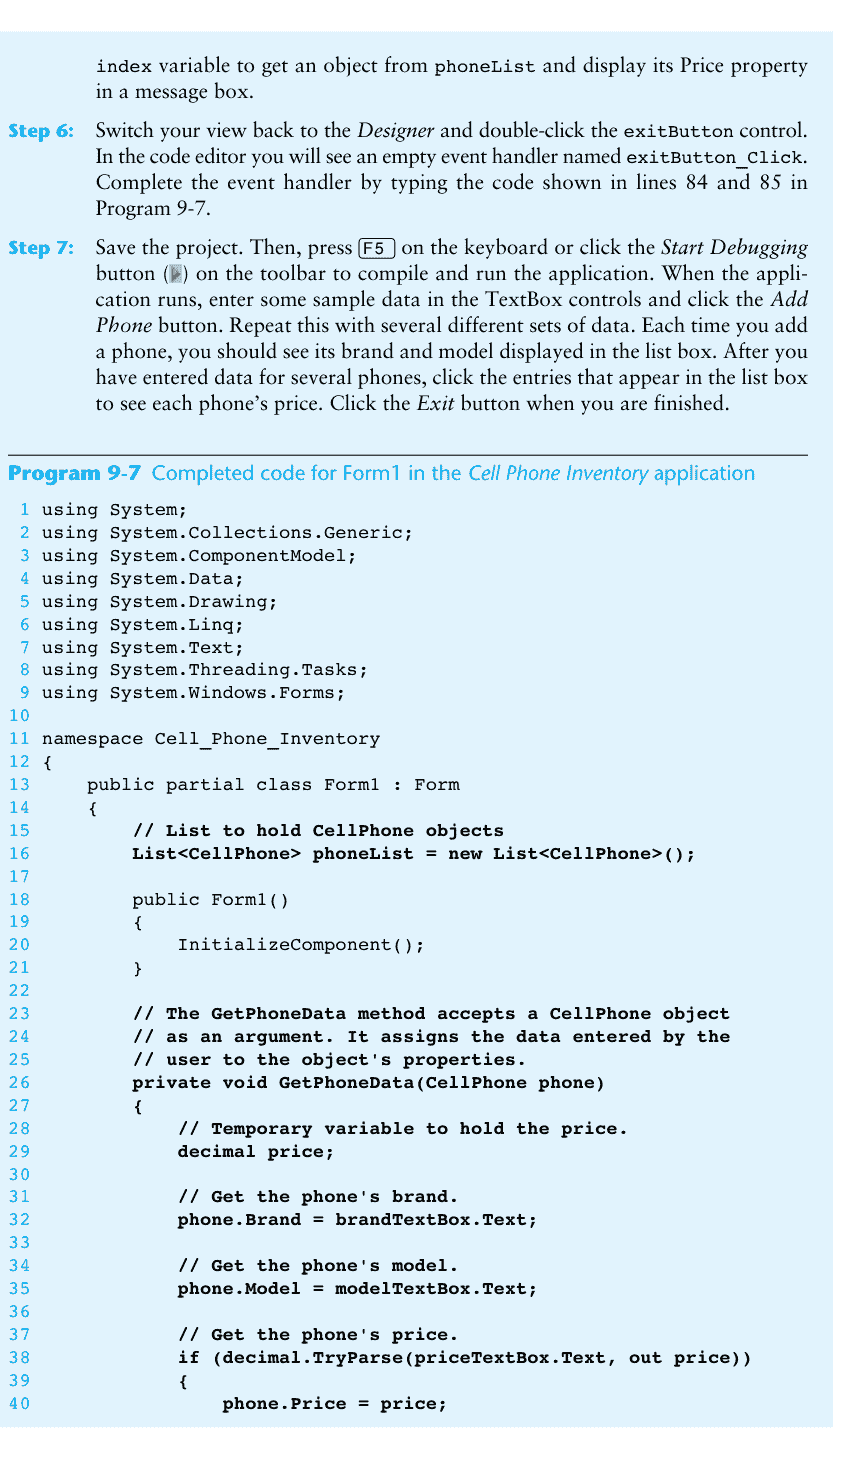 index variable to get an object from phoneList and display its Price property
in a message box.
Step 6: Switch your view back to the Designer and double-click the exitButton control.
In the code editor you will see an empty event handler named exitButton_Click.
Complete the event handler by typing the code shown in lines 84 and 85 in
Program 9-7.
Step 7: Save the project. Then, press F5 on the keyboard or click the Start Debugging
button ( ) on the toolbar to compile and run the application. When the appli-
cation runs, enter some sample data in the TextBox controls and click the Add
Phone button. Repeat this with several different sets of data. Each time you add
a phone, you should see its brand and model displayed in the list box. After you
have entered data for several phones, click the entries that appear in the list box
to see each phone's price. Click the Exit button when you are finished.
Program 9-7 Completed code for Form1 in the Cell Phone Inventory application
1 using System;
2 using System.Collections.Generic;
3 using System.ComponentModel;
4 using System.Data;
5 using System.Drawing;
6 using System.Linq;
7 using System.Text;
8 using System.Threading.Tasks;
9 using System.Windows.Forms;
10
11 namespace Cell_Phone_Inventory
12 {
13     public partial class Form1 : Form
14     {
15         // List to hold CellPhone objects
16         List<CellPhone> phoneList = new List<CellPhone>();
17
18         public Form1()
19         {
20             InitializeComponent();
21         }
22
23         // The GetPhoneData method accepts a CellPhone object
24         // as an argument. It assigns the data entered by the
25         // user to the object's properties.
26         private void GetPhoneData(CellPhone phone)
27         {
28             // Temporary variable to hold the price.
29             decimal price;
30
31             // Get the phone's brand.
32             phone.Brand = brandTextBox.Text;
33
34             // Get the phone's model.
35             phone.Model = modelTextBox.Text;
36
37             // Get the phone's price.
38             if (decimal.TryParse(priceTextBox.Text, out price))
39             {
40                 phone.Price = price;